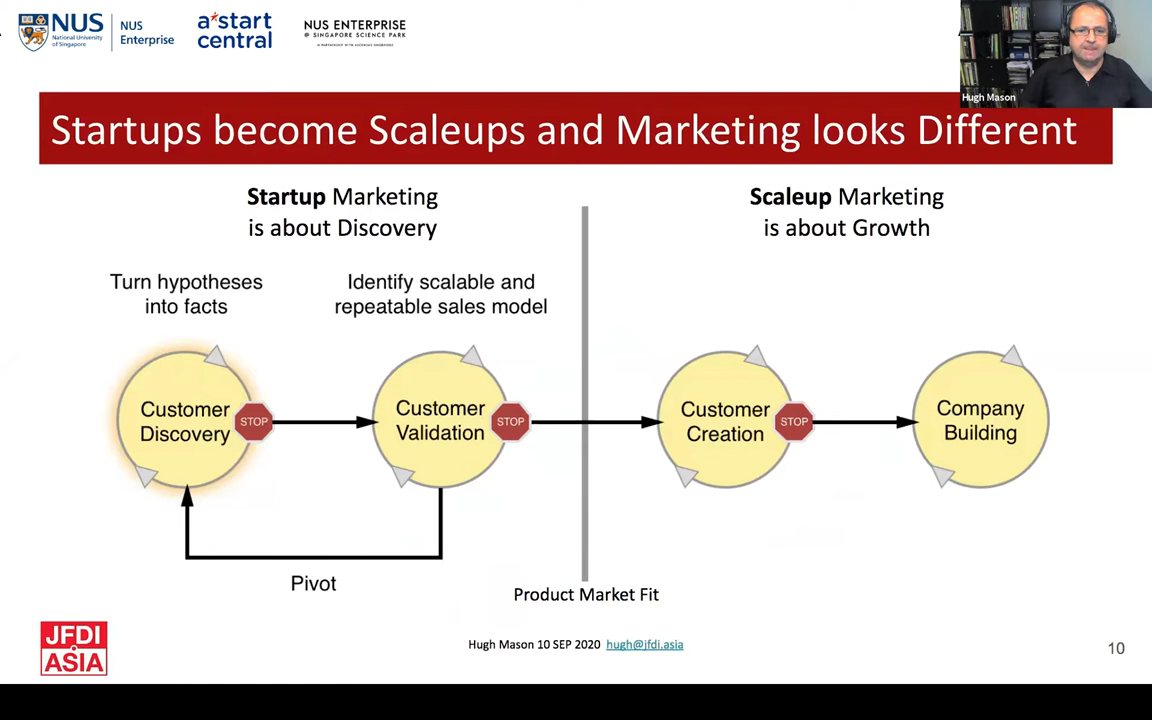 NUS
National University
of Singapore
NUS
Enterprise
a*start
central
NUS ENTERPRISE
@ SINGAPORE SCIENCE PARK
Hugh Mason
Startups become Scaleups and Marketing looks Different
Startup Marketing
is about Discovery
Scaleup Marketing
is about Growth
Turn hypotheses
into facts
Identify scalable and
repeatable sales model
Customer
Discovery
STOP
Customer
Validation
STOP
Customer
Creation
STOP
Company
Building
Pivot
Product Market Fit
JFDI
ASIA
Hugh Mason 10 SEP 2020 hugh@jfdi.asia
10